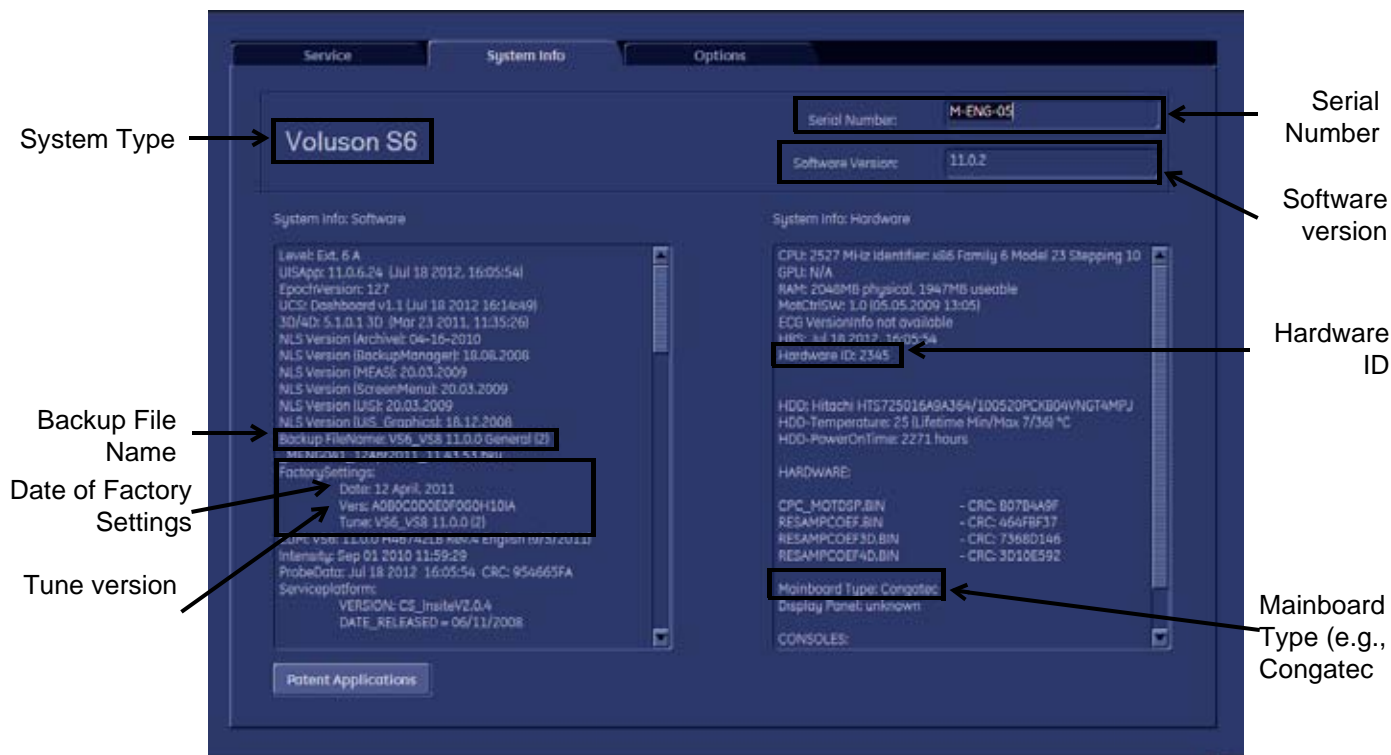 Service
System Info
Options
Voluson S6
Serial Number:
M-ENG-05
Software Version:
11.0.2
System Info: Software
Level: Ext. 6 A
UISApp: 11.0.6.24 (Jul 18 2012, 16:05:54)
EpochVersion: 127
UCS: Dashboard v1.1 (Jul 18 2012 16:14:49)
3D/4D: 5.1.0.1 3D (Mar 23 2011, 11:35:26)
NLS Version (Archive): 04-16-2010
NLS Version (BackupManager): 18.08.2008
NLS Version (MEAS): 20.03.2009
NLS Version (ScreenMenu): 20.03.2009
NLS Version (UIS): 20.03.2009
NLS Version (UIS_Graphics): 18.12.2008
Backup FileName: VS6_VS8 11.0.0 General (2)
FactorySettings:
Date: 12 April, 2011
Vers: A0B0C0D0E0F0G0H10IA
Tune: VS6_VS8 11.0.0 (2)
Intensity: Sep 01 2010 11:59:29
ProbeData: Jul 18 2012 16:05:54 CRC: 954665FA
Serviceplatform:
VERSION: CS_InsiteV2.0.4
DATE_RELEASED = 06/11/2008
Patent Applications
System Info: Hardware
CPU: 2527 MHz Identifier: x86 Family 6 Model 23 Stepping 10
GPU: N/A
RAM: 2048MB physical, 1947MB useable
MotCtrlSW: 1.0 (05.05.2009 13:05)
ECG VersionInfo not available
HRS: Jul 18 2012, 16:05:54
Hardware ID: 2345
HDD: Hitachi HTS725016A9A364/100520PCKB04VNGT4MPJ
HDD-Temperature: 25 (Lifetime Min/Max 7/36) °C
HDD-PowerOnTime: 2271 hours
HARDWARE:
CPC_MOTDSP.BIN - CRC: B07B4A9F
RESAMPCOEF.BIN - CRC: 464FBF37
RESAMPCOEF3D.BIN - CRC: 7368D146
RESAMPCOEF4D.BIN - CRC: 3D10E592
Mainboard Type: Congatec
Display Panel: unknown
CONSOLES:
System Type
Backup File
Name
Date of Factory
Settings
Tune version
Serial
Number
Software
version
Hardware
ID
Mainboard
Type (e.g.,
Congatec